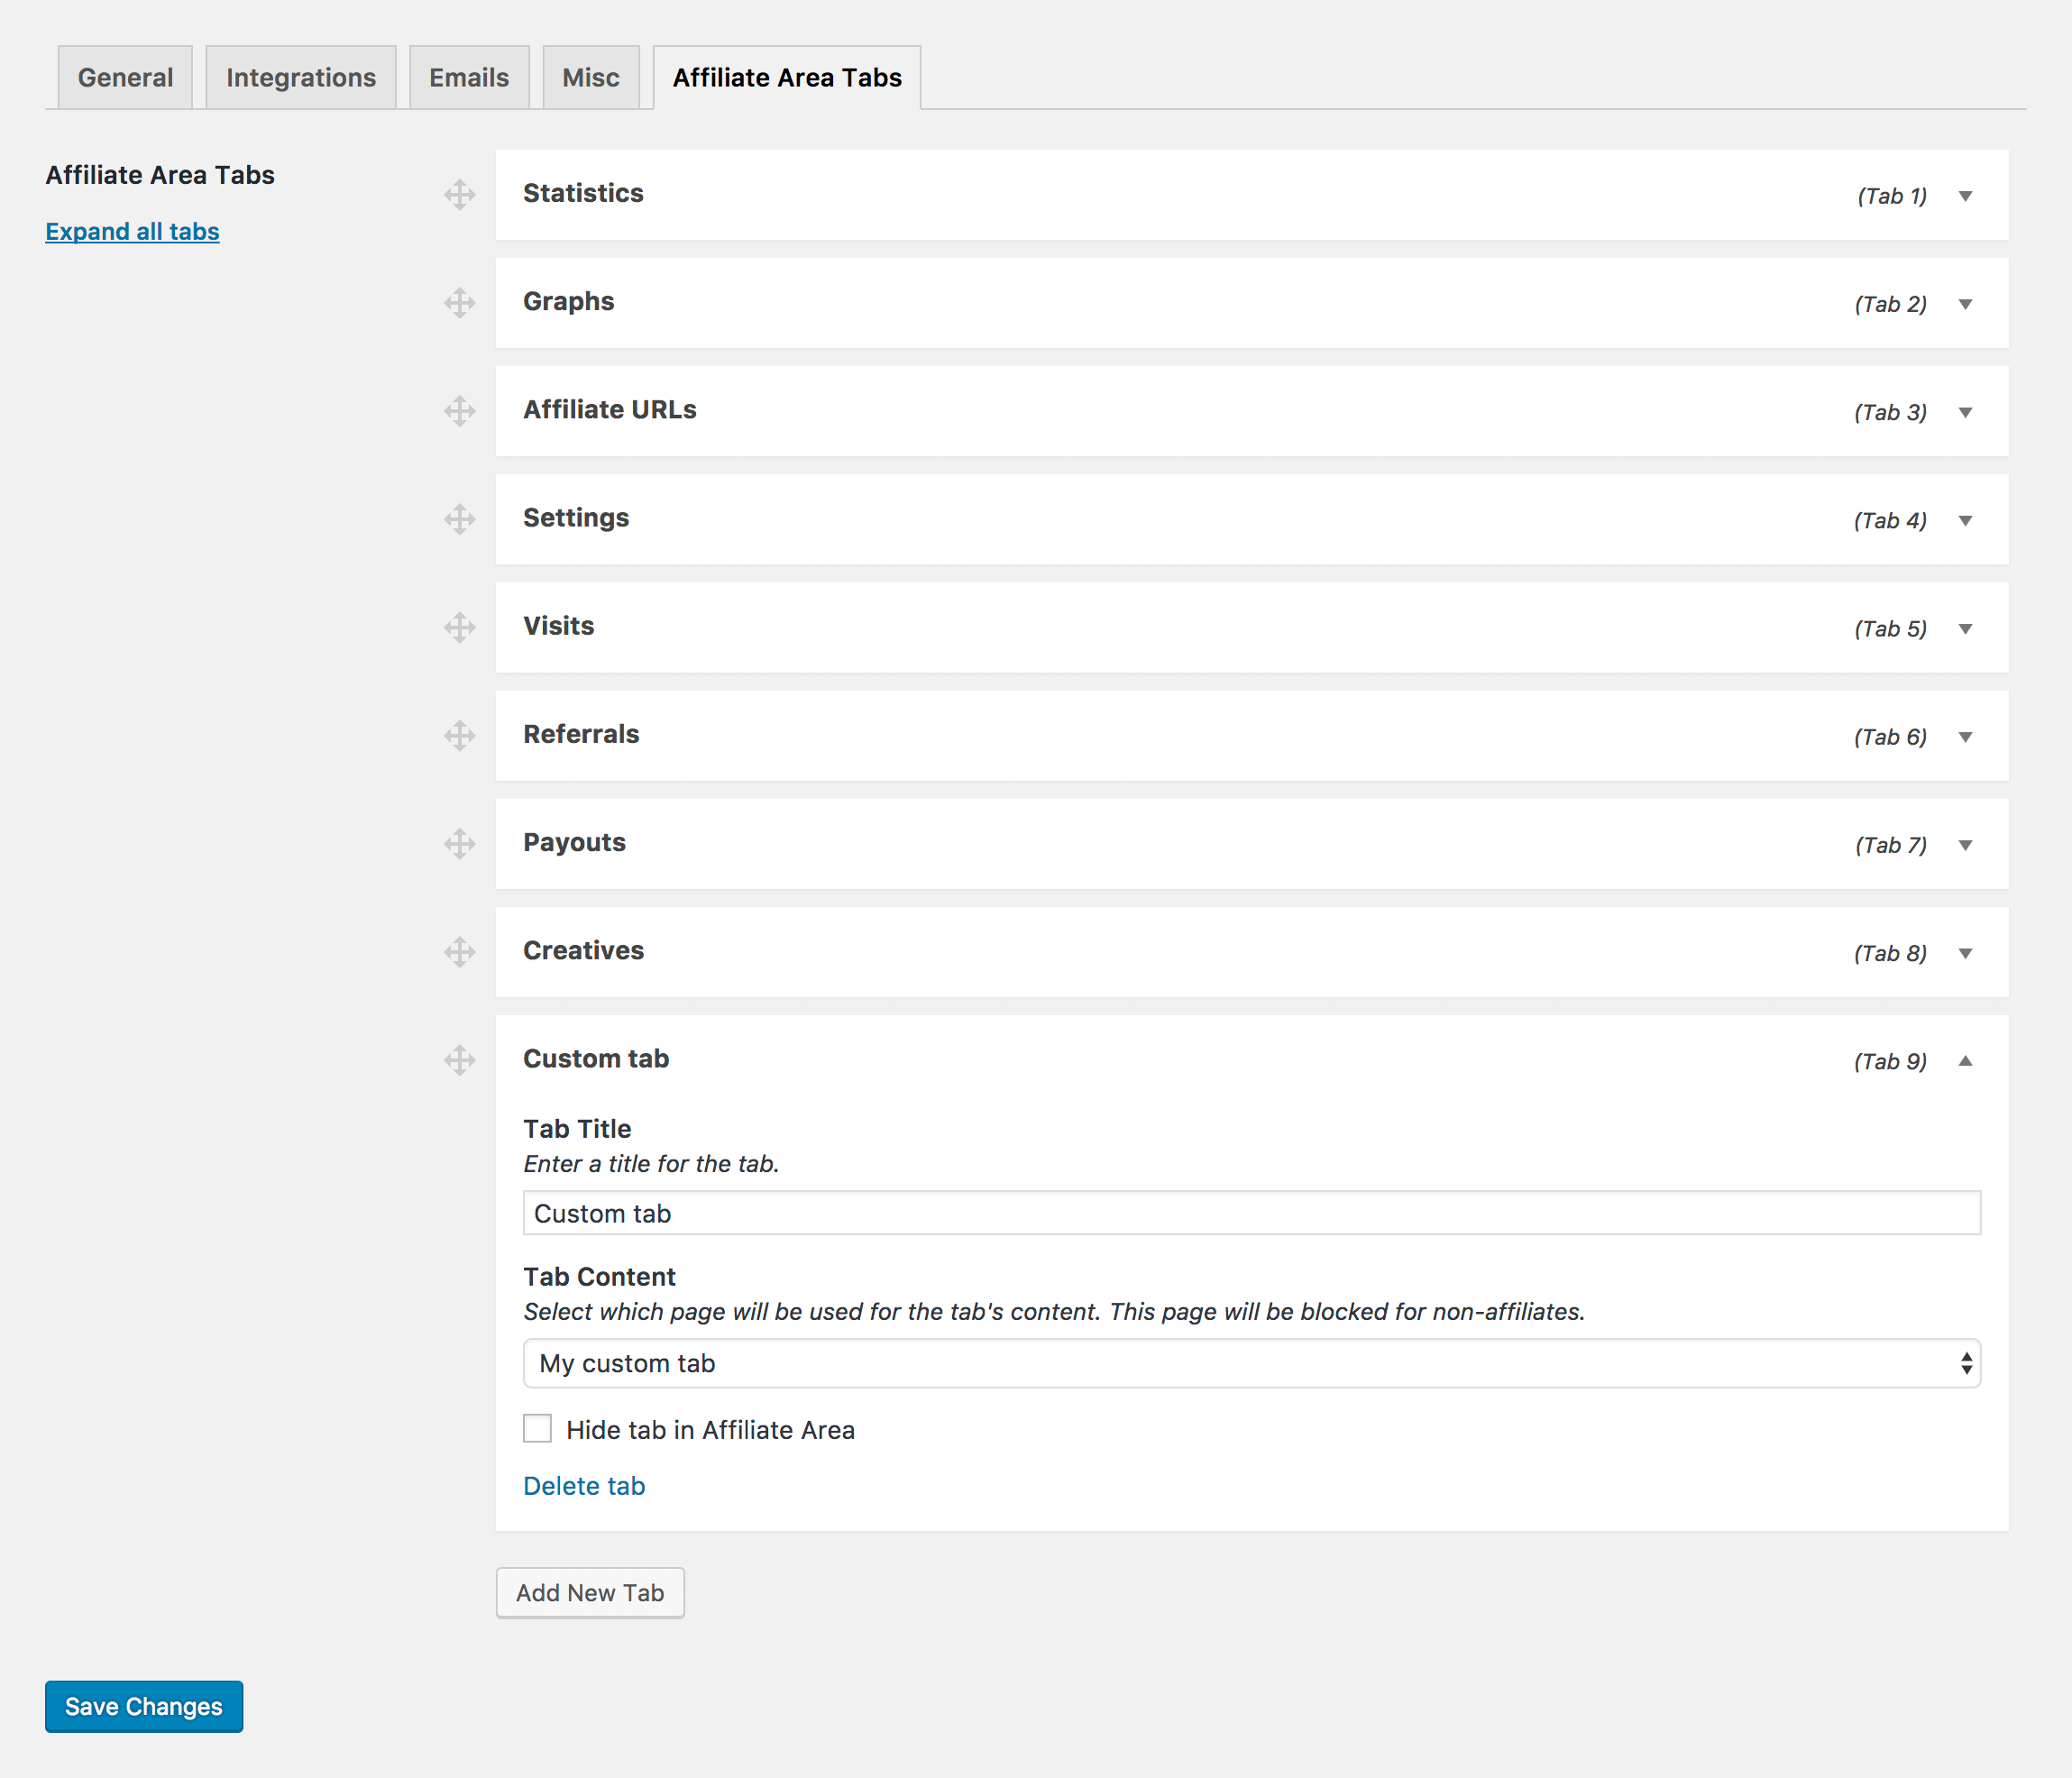 General Integrations Emails Misc Affiliate Area Tabs
Affiliate Area Tabs
Expand all tabs
Statistics (Tab 1)
Graphs (Tab 2)
Affiliate URLs (Tab 3)
Settings (Tab 4)
Visits (Tab 5)
Referrals (Tab 6)
Payouts (Tab 7)
Creatives (Tab 8)
Custom tab (Tab 9)
Tab Title
Enter a title for the tab.
Custom tab
Tab Content
Select which page will be used for the tab's content. This page will be blocked for non-affiliates.
My custom tab
Hide tab in Affiliate Area
Delete tab
Add New Tab
Save Changes